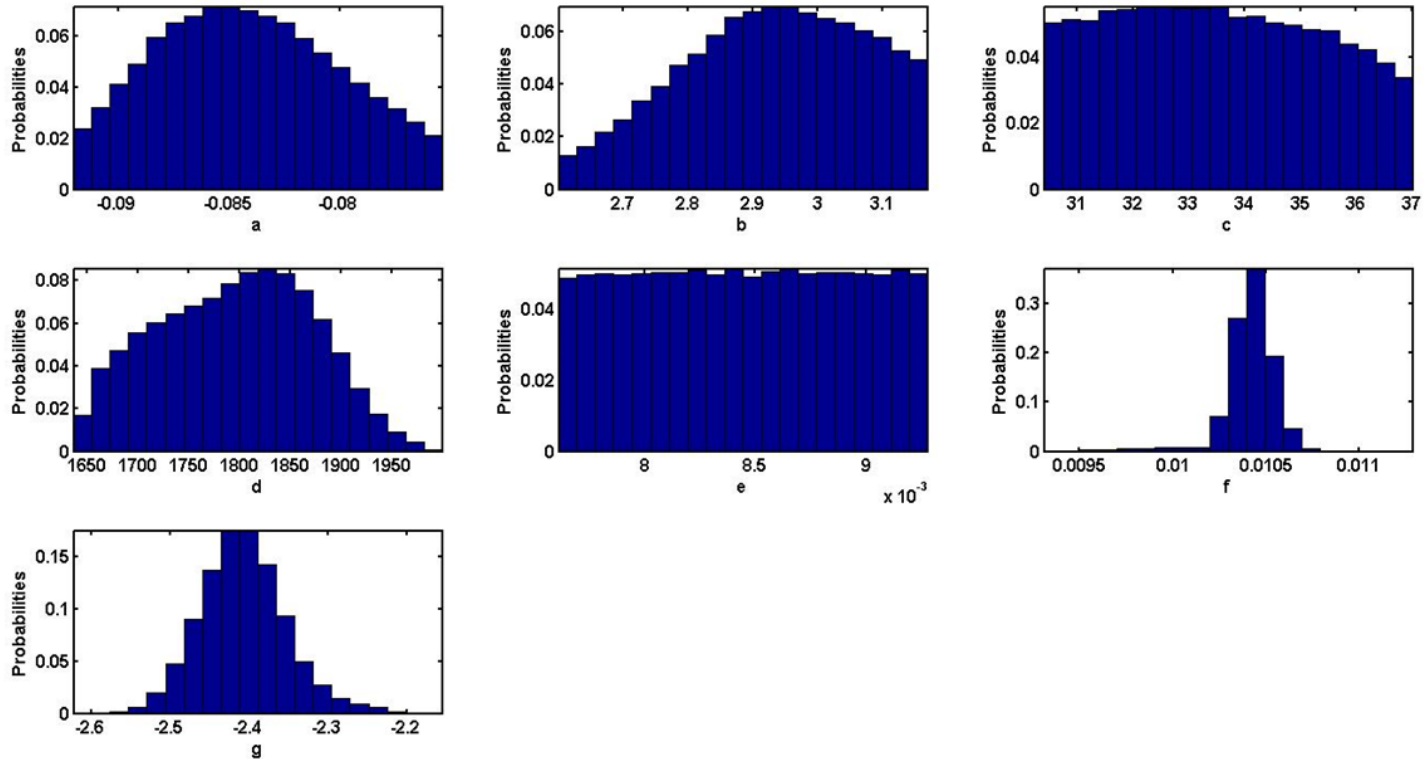 Probabilities
0.06
0.04
0.02
0
-0.09 -0.085 -0.08
a
Probabilities
0.06
0.04
0.02
0
2.7 2.8 2.9 3 3.1
b
Probabilities
0.04
0.02
0
31 32 33 34 35 36 37
c
Probabilities
0.08
0.06
0.04
0.02
0
1650 1700 1750 1800 1850 1900 1950
d
Probabilities
0.04
0.02
0
8 8.5 9
e
x 10-3
Probabilities
0.3
0.2
0.1
0
0.0095 0.01 0.0105 0.011
f
Probabilities
0.15
0.1
0.05
0
-2.6 -2.5 -2.4 -2.3 -2.2
g